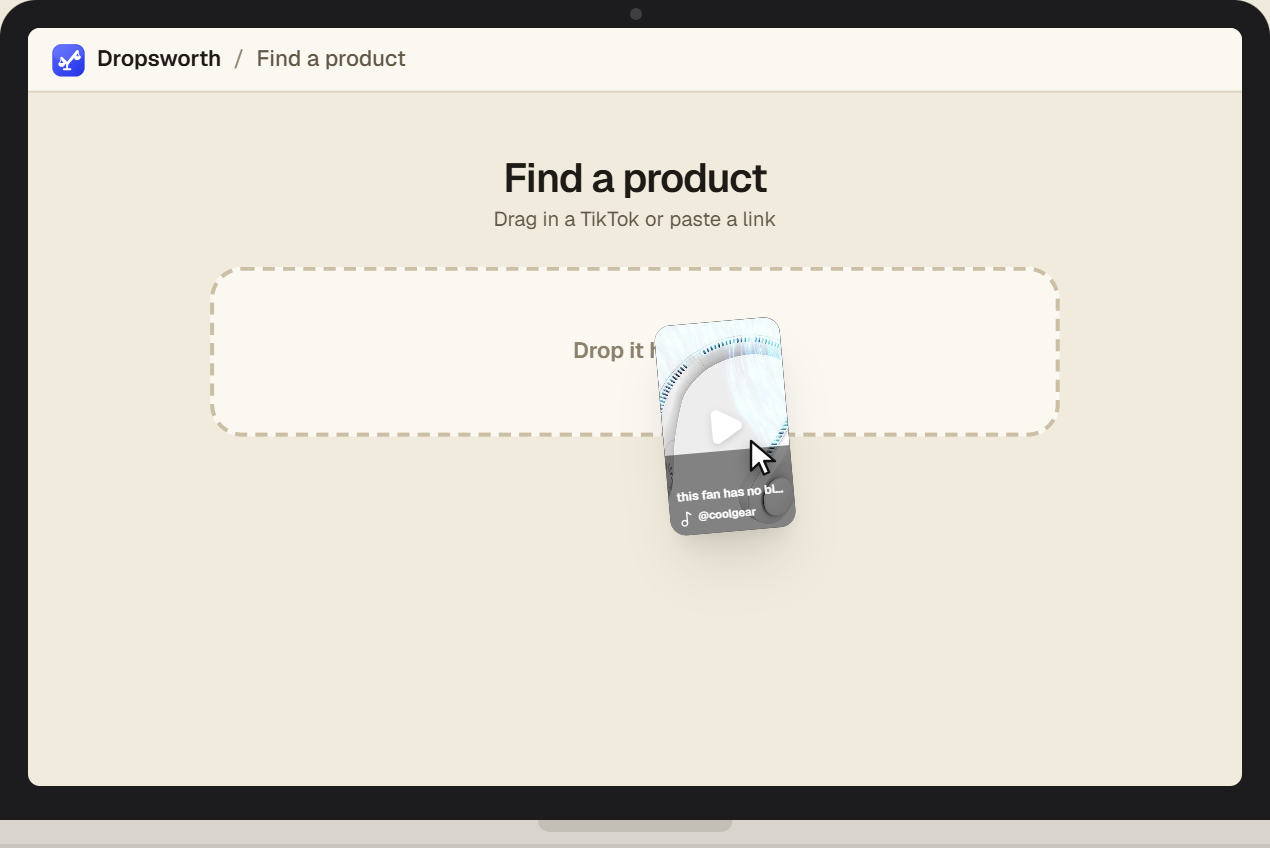 Dropsworth / Find a product
Find a product
Drag in a TikTok or paste a link
Drop it
this fan has no bl...
@coolgear